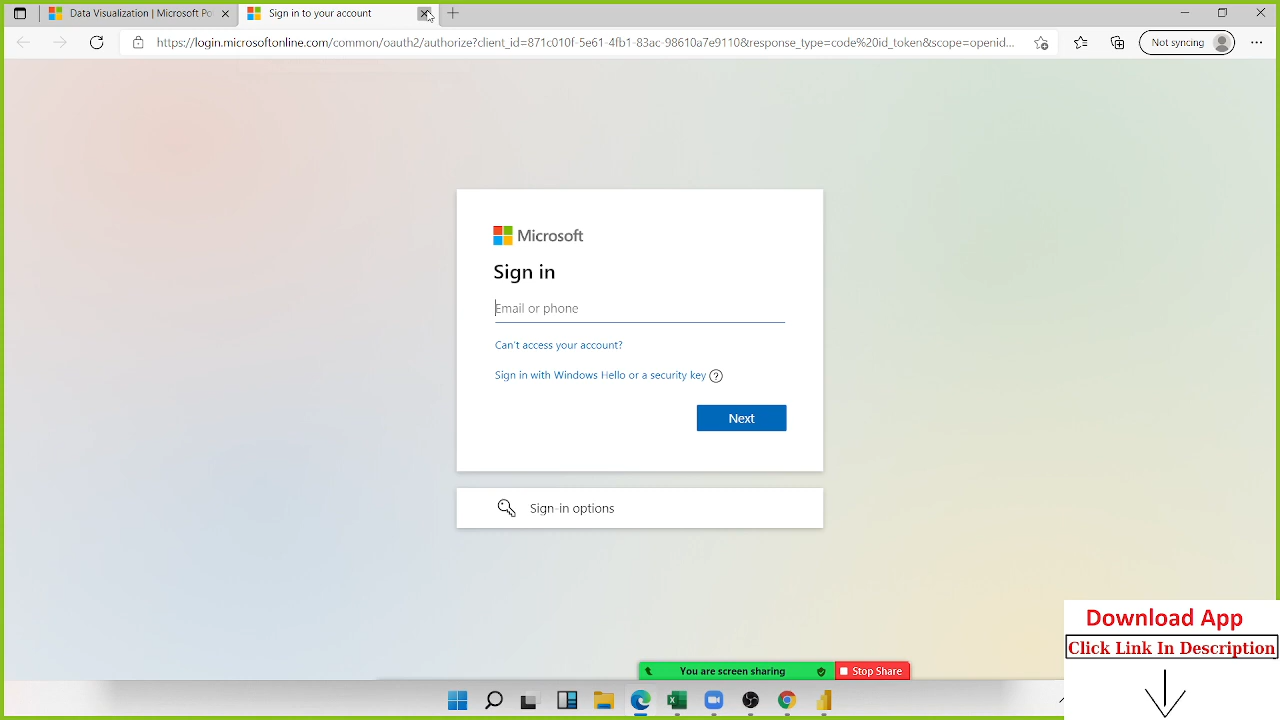 Data Visualization | Microsoft Po
Sign in to your account
https://login.microsoftonline.com/common/oauth2/authorize?client_id=871c010f-5e61-4fb1-83ac-98610a7e9110&response_type=code%20id_token&scope=openid...
Not syncing
Microsoft
Sign in
Email or phone
Can't access your account?
Sign in with Windows Hello or a security key
Next
Sign-in options
Download App
Click Link In Description
You are screen sharing
Stop Share